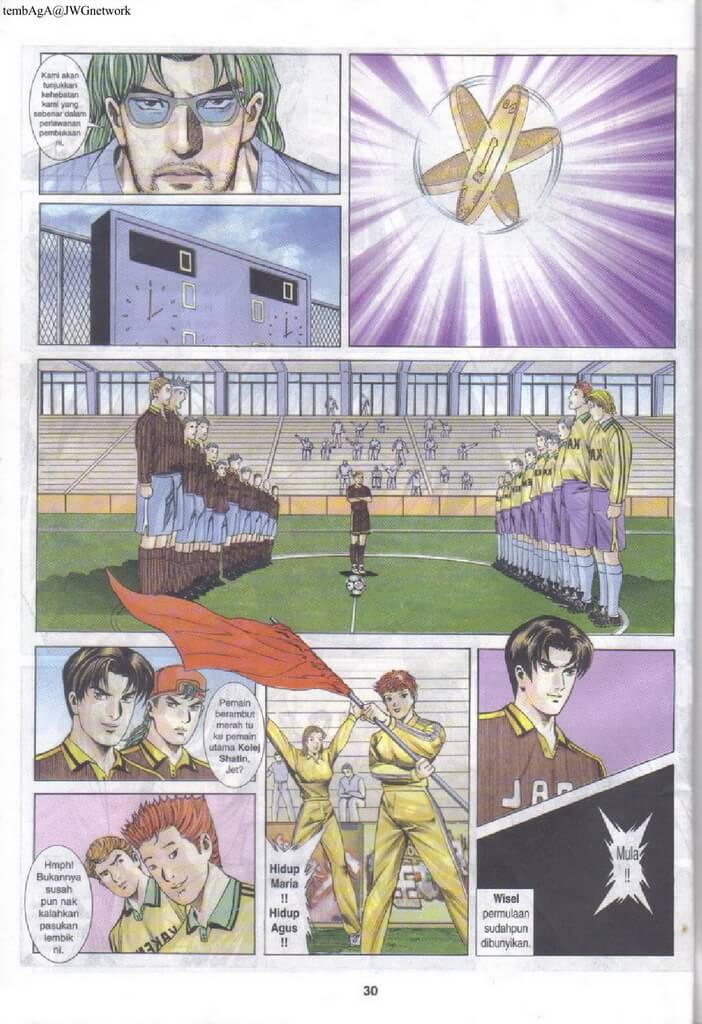 tembAgA@JWGnetwork
Kami akan
tunjukkan
kehebatan
kami yang
sebenar dalam
perlawanan
pembukaan
ni.
Pemain
berambut
merah tu
ke pemain
utama Kolej
Shatin,
Jet?
Hmph!
Bukannya
susah
pun nak
kalahkan
pasukan
lembik
ni.
Hidup
Maria
!!
Hidup
Agus
!!
Mula
!!
Wisel
permulaan
sudahpun
dibunyikan.
30